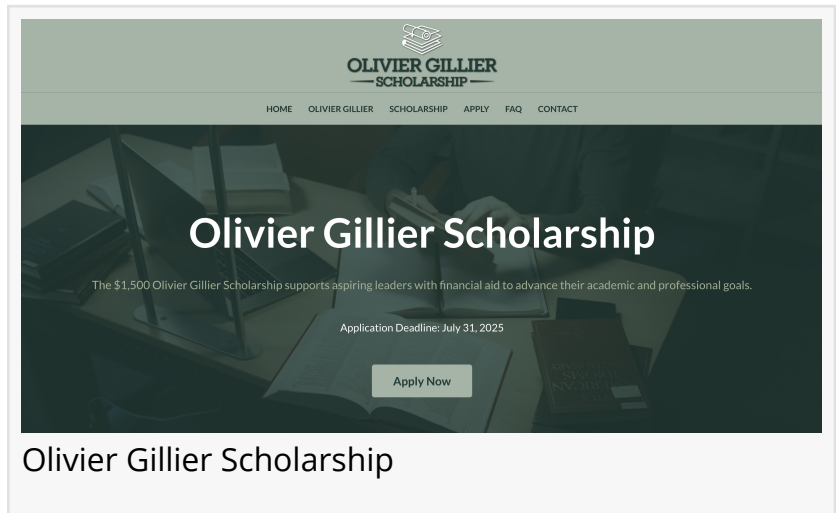 OLIVIER GILLIER
SCHOLARSHIP
HOME OLIVIER GILLIER SCHOLARSHIP APPLY FAQ CONTACT
Olivier Gillier Scholarship
The $1,500 Olivier Gillier Scholarship supports aspiring leaders with financial aid to advance their academic and professional goals.
Application Deadline: July 31, 2025
Apply Now
Olivier Gillier Scholarship